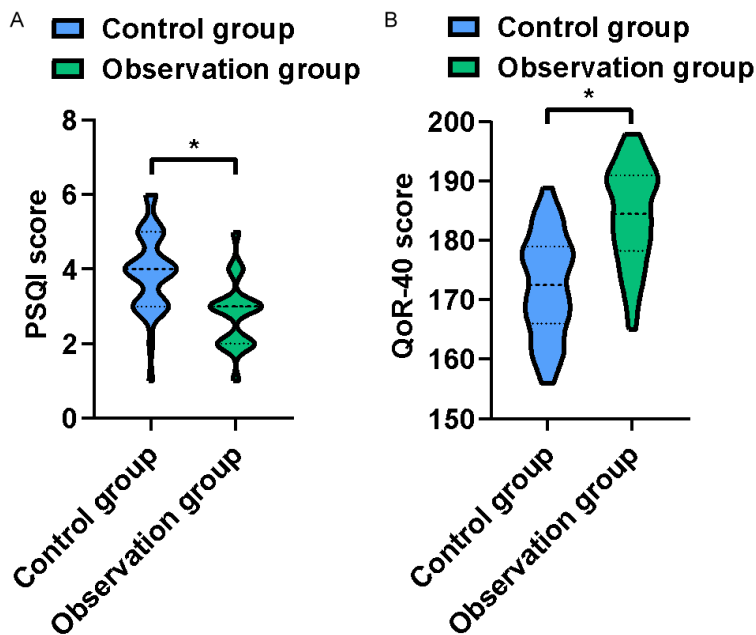 A
Control group
Observation group
PSQI score
8
6
4
2
0
*
Control group
Observation group
B
Control group
Observation group
QoR-40 score
200
190
180
170
160
150
*
Control group
Observation group